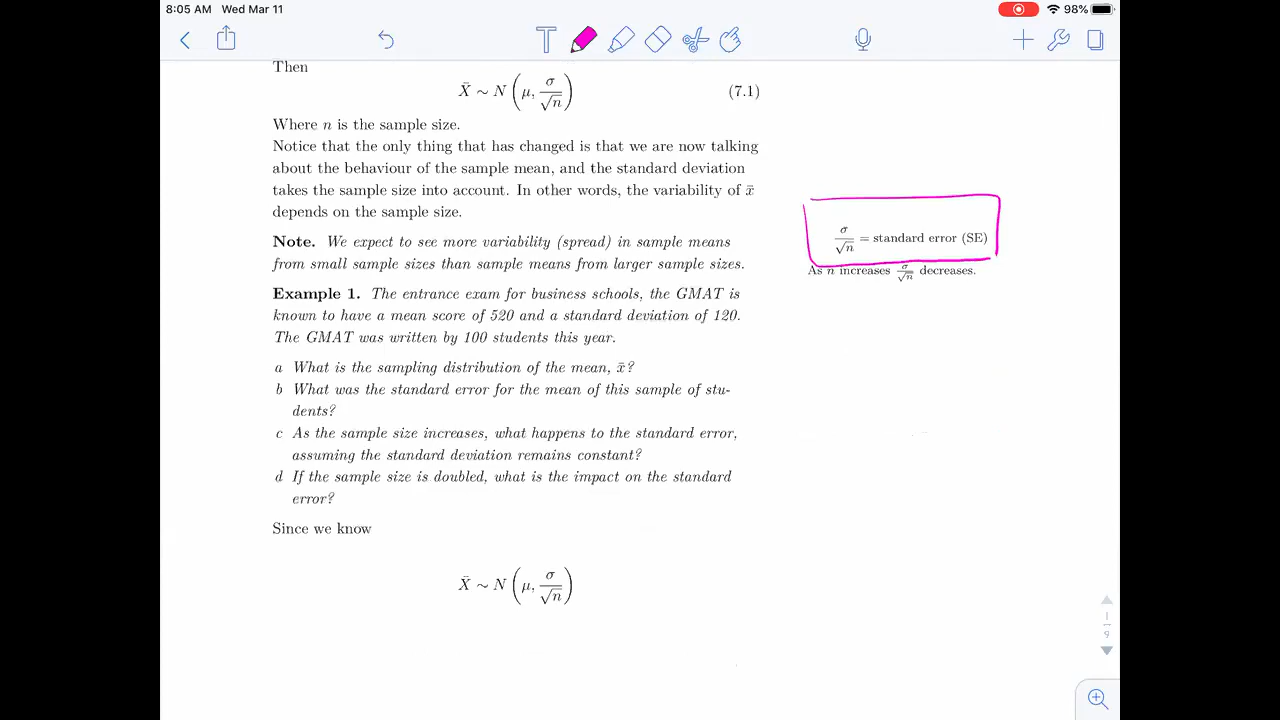 8:05 AM Wed Mar 11
98%
T
Then
X̄ ∼ N (μ, σ/√n) (7.1)
Where n is the sample size.
Notice that the only thing that has changed is that we are now talking
about the behaviour of the sample mean, and the standard deviation
takes the sample size into account. In other words, the variability of x̄
depends on the sample size.
σ/√n = standard error (SE)
As n increases σ/√n decreases.
Note. We expect to see more variability (spread) in sample means
from small sample sizes than sample means from larger sample sizes.
Example 1. The entrance exam for business schools, the GMAT is
known to have a mean score of 520 and a standard deviation of 120.
The GMAT was written by 100 students this year.
a What is the sampling distribution of the mean, x̄?
b What was the standard error for the mean of this sample of stu-
dents?
c As the sample size increases, what happens to the standard error,
assuming the standard deviation remains constant?
d If the sample size is doubled, what is the impact on the standard
error?
Since we know
X̄ ∼ N (μ, σ/√n)
1
9